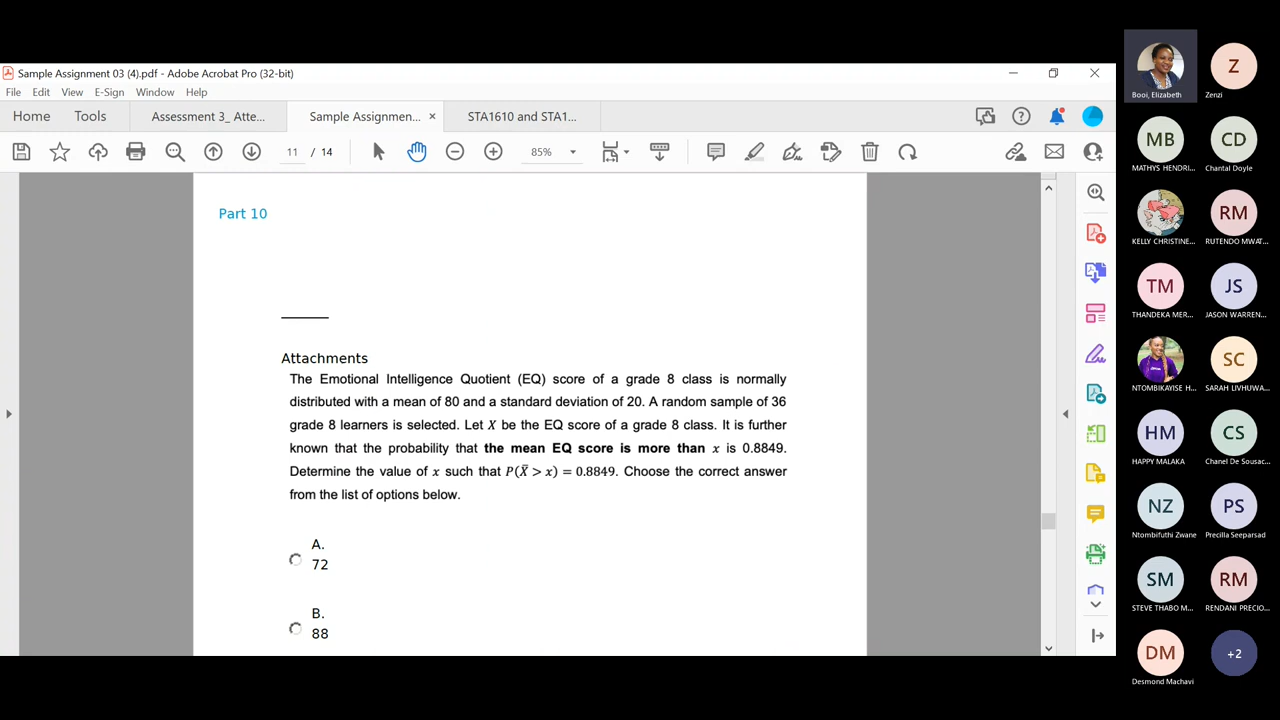 Sample Assignment 03 (4).pdf - Adobe Acrobat Pro (32-bit)
File Edit View E-Sign Window Help
Home Tools Assessment 3_ Atte... Sample Assignmen... × STA1610 and STA1...
11 / 14 85%
Part 10
Attachments
The Emotional Intelligence Quotient (EQ) score of a grade 8 class is normally
distributed with a mean of 80 and a standard deviation of 20. A random sample of 36
grade 8 learners is selected. Let X be the EQ score of a grade 8 class. It is further
known that the probability that the mean EQ score is more than x is 0.8849.
Determine the value of x such that P(X̄ > x) = 0.8849. Choose the correct answer
from the list of options below.
A.
72
B.
88
Booi, Elizabeth
Z
Zenzi
MB
MATHYS HENDRI...
CD
Chantal Doyle
KELLY CHRISTINE...
RM
RUTENDO MWAT...
TM
THANDEKA MER...
JS
JASON WARREN...
NTOMBIKAYISE H...
SC
SARAH LIVHUWA...
HM
HAPPY MALAKA
CS
Chanel De Sousac...
NZ
Ntombifuthi Zwane
PS
Precilla Seeparsad
SM
STEVE THABO M...
RM
RENDANI PRECIO...
DM
Desmond Machavi
+2